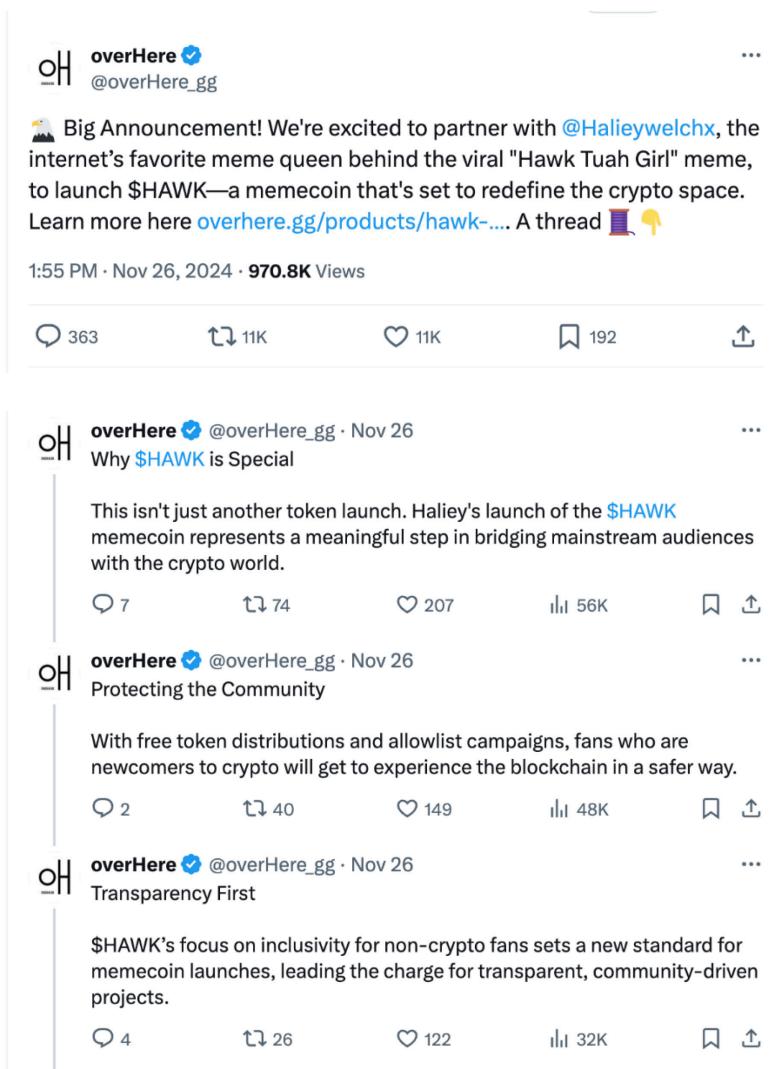 overHere
@overHere_gg
🦅 Big Announcement! We're excited to partner with @Halieywelchx, the
internet’s favorite meme queen behind the viral "Hawk Tuah Girl" meme,
to launch $HAWK—a memecoin that's set to redefine the crypto space.
Learn more here overhere.gg/products/hawk-.... A thread 🧵👇
1:55 PM · Nov 26, 2024 · 970.8K Views
363 11K 11K 192
oH
overHere @overHere_gg · Nov 26
Why $HAWK is Special
This isn't just another token launch. Haliey's launch of the $HAWK
memecoin represents a meaningful step in bridging mainstream audiences
with the crypto world.
7 74 207 56K
oH
overHere @overHere_gg · Nov 26
Protecting the Community
With free token distributions and allowlist campaigns, fans who are
newcomers to crypto will get to experience the blockchain in a safer way.
2 40 149 48K
oH
overHere @overHere_gg · Nov 26
Transparency First
$HAWK’s focus on inclusivity for non-crypto fans sets a new standard for
memecoin launches, leading the charge for transparent, community-driven
projects.
4 26 122 32K